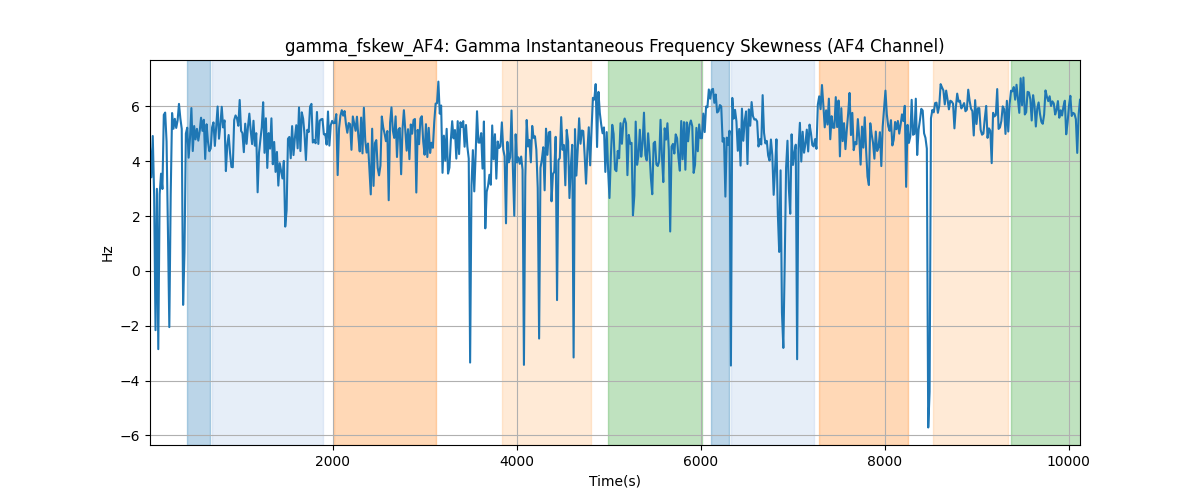 gamma_fskew_AF4: Gamma Instantaneous Frequency Skewness (AF4 Channel)
6
4
2
0
−2
−4
−6
Hz
2000 4000 6000 8000 10000
Time(s)